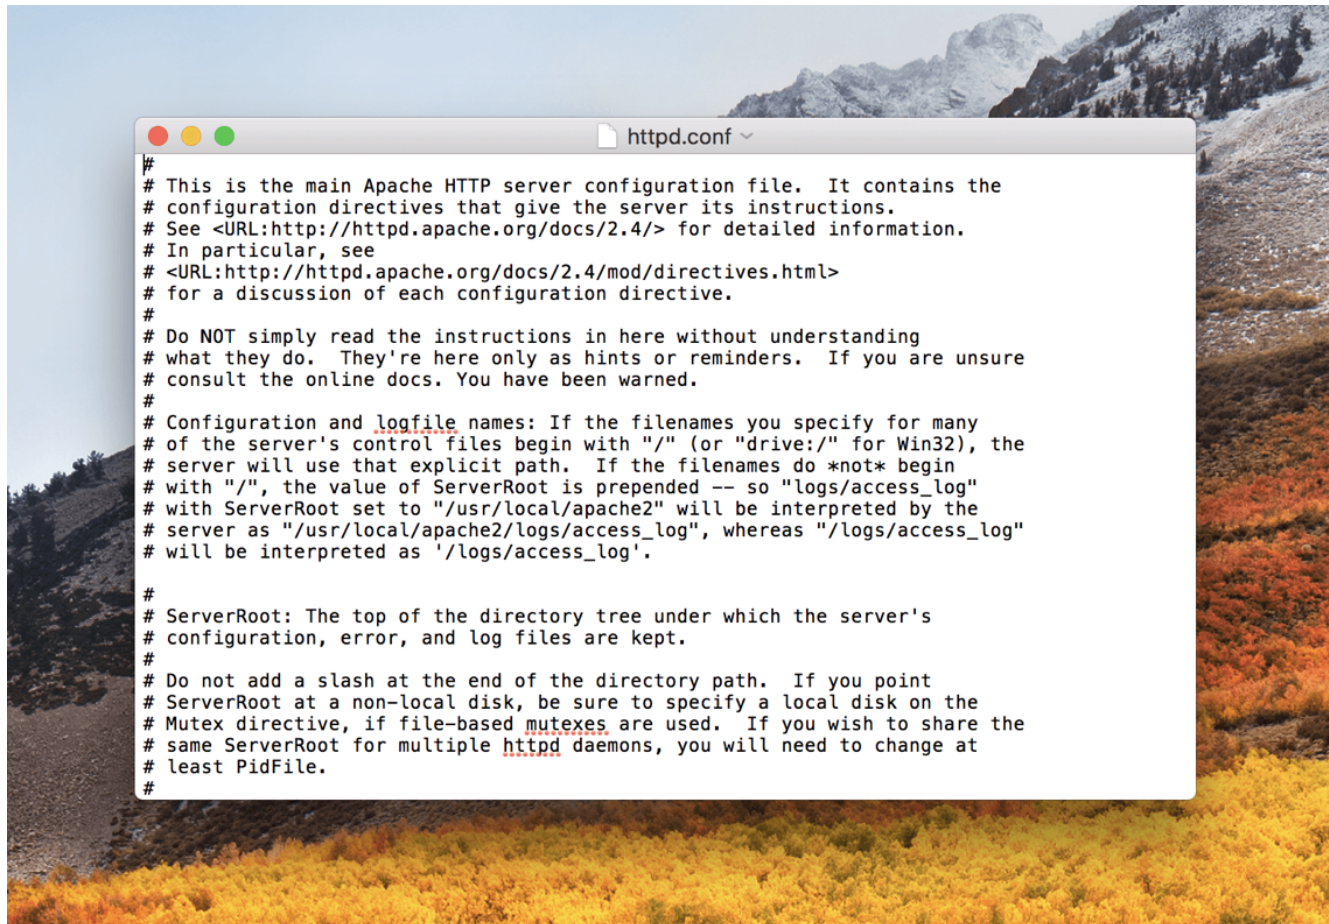 httpd.conf
#
# This is the main Apache HTTP server configuration file.  It contains the
# configuration directives that give the server its instructions.
# See <URL:http://httpd.apache.org/docs/2.4/> for detailed information.
# In particular, see
# <URL:http://httpd.apache.org/docs/2.4/mod/directives.html>
# for a discussion of each configuration directive.
#
# Do NOT simply read the instructions in here without understanding
# what they do.  They're here only as hints or reminders.  If you are unsure
# consult the online docs. You have been warned.
#
# Configuration and logfile names: If the filenames you specify for many
# of the server's control files begin with "/" (or "drive:/" for Win32), the
# server will use that explicit path.  If the filenames do *not* begin
# with "/", the value of ServerRoot is prepended -- so "logs/access_log"
# with ServerRoot set to "/usr/local/apache2" will be interpreted by the
# server as "/usr/local/apache2/logs/access_log", whereas "/logs/access_log"
# will be interpreted as '/logs/access_log'.

#
# ServerRoot: The top of the directory tree under which the server's
# configuration, error, and log files are kept.
#
# Do not add a slash at the end of the directory path.  If you point
# ServerRoot at a non-local disk, be sure to specify a local disk on the
# Mutex directive, if file-based mutexes are used.  If you wish to share the
# same ServerRoot for multiple httpd daemons, you will need to change at
# least PidFile.
#